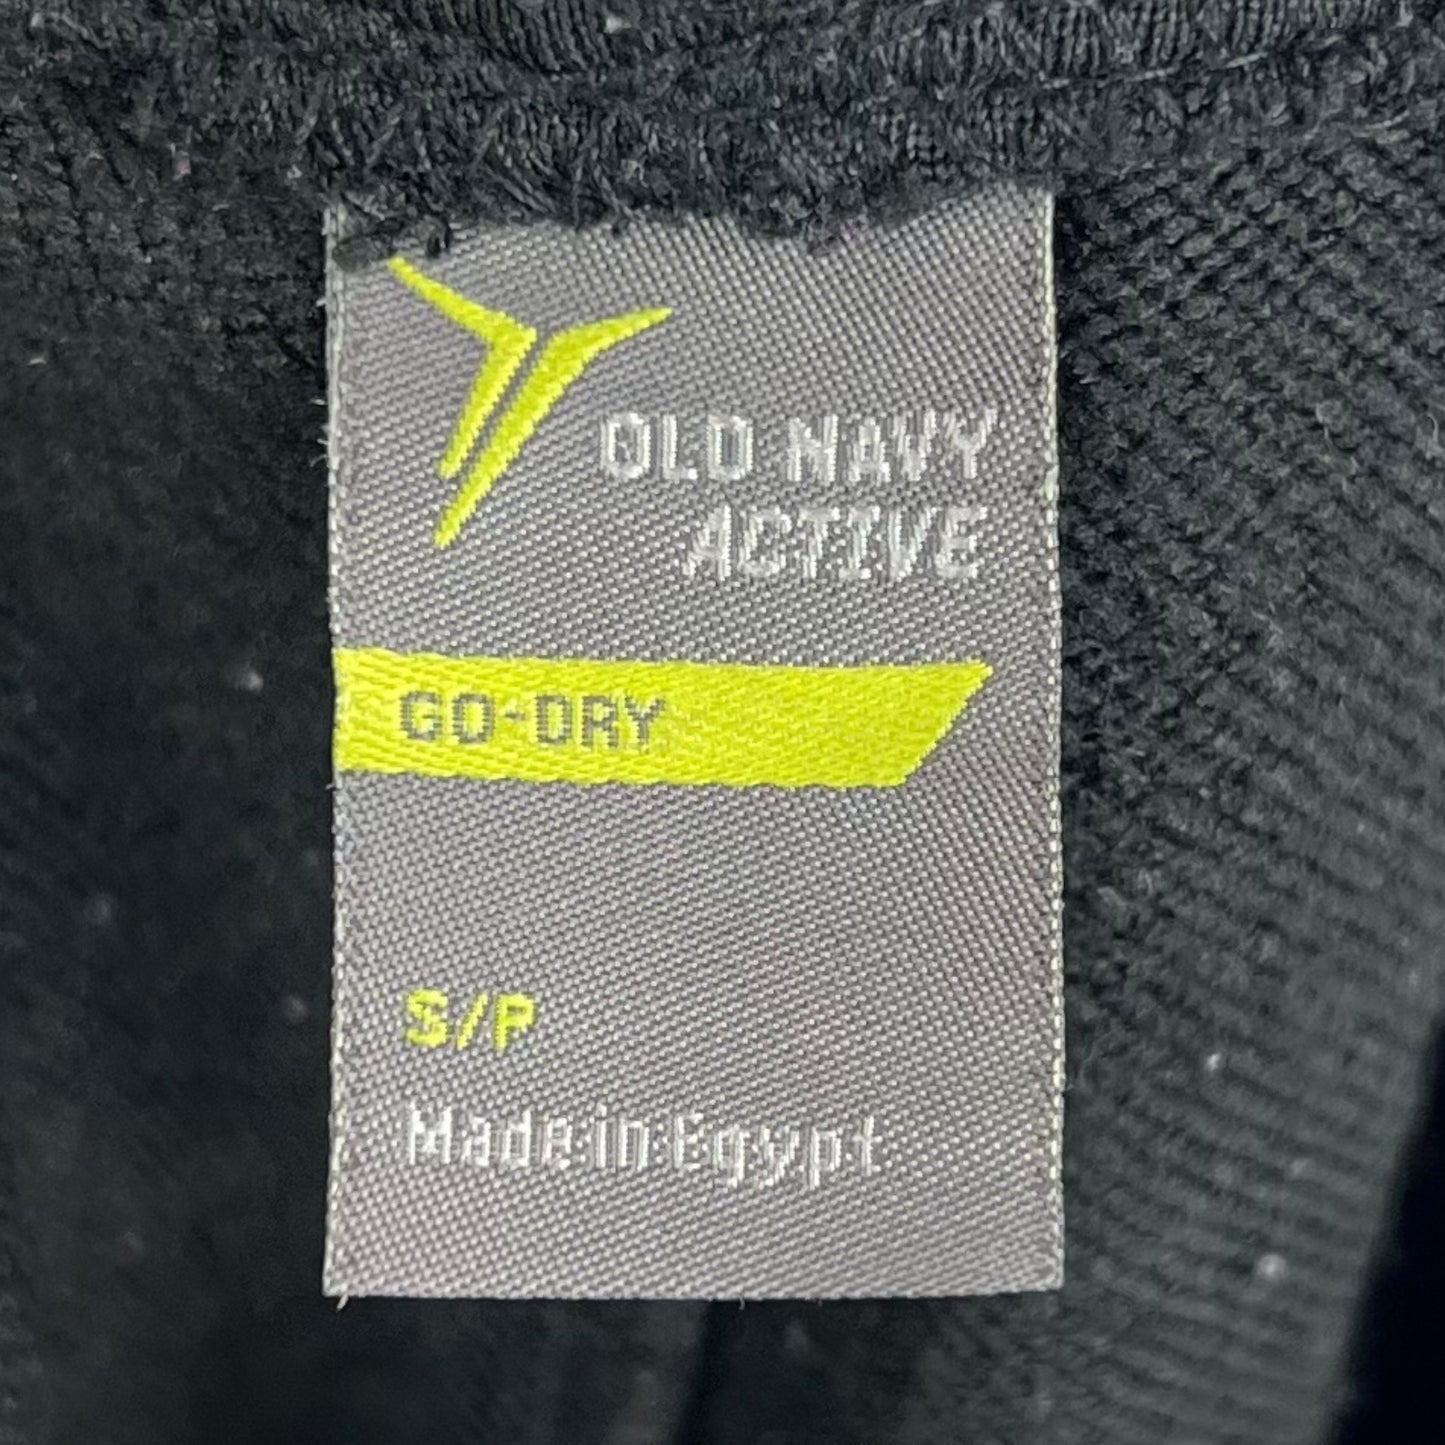 OLD NAVY
ACTIVE
GO-DRY
S/P
Made in Egypt